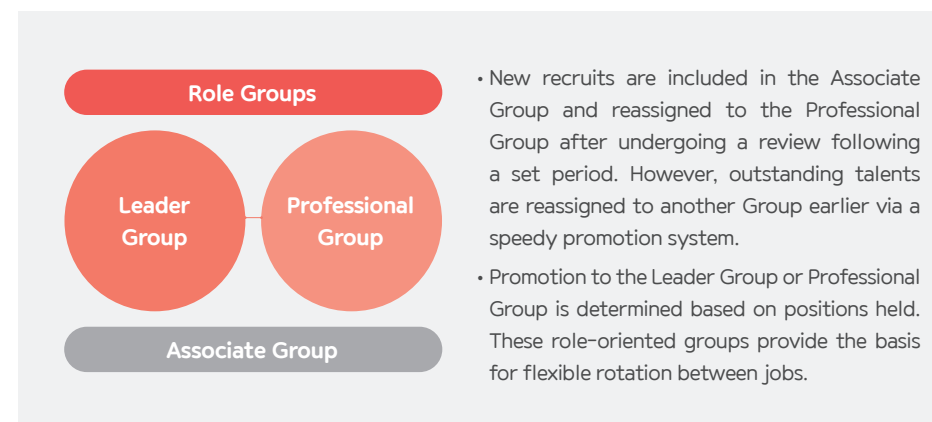 Role Groups
Leader
Group
Professional
Group
Associate Group
• New recruits are included in the Associate
Group and reassigned to the Professional
Group after undergoing a review following
a set period. However, outstanding talents
are reassigned to another Group earlier via a
speedy promotion system.
• Promotion to the Leader Group or Professional
Group is determined based on positions held.
These role-oriented groups provide the basis
for flexible rotation between jobs.